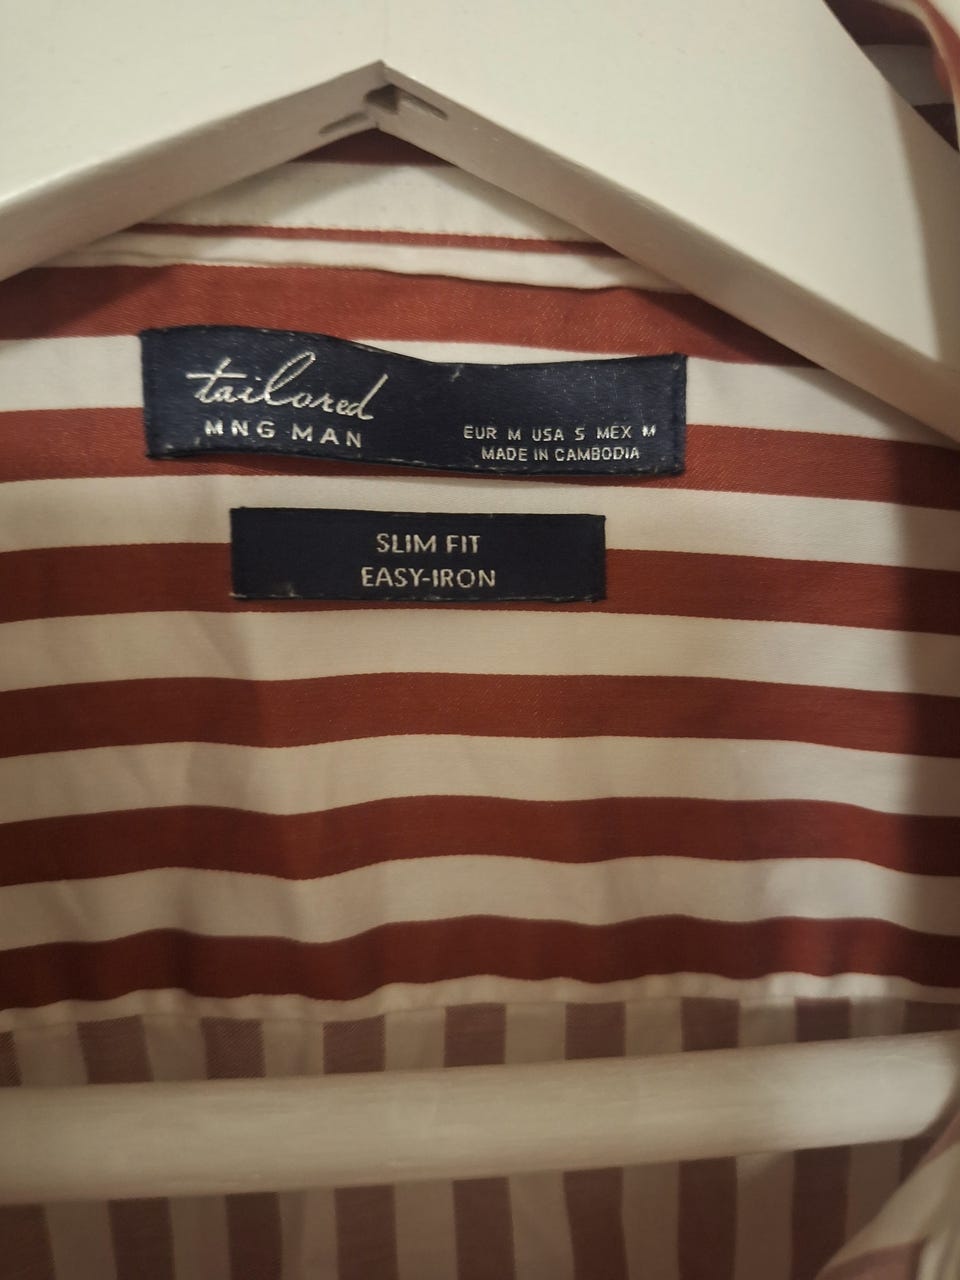 tailored
MNG MAN
EUR M USA S MEX M
MADE IN CAMBODIA
SLIM FIT
EASY-IRON